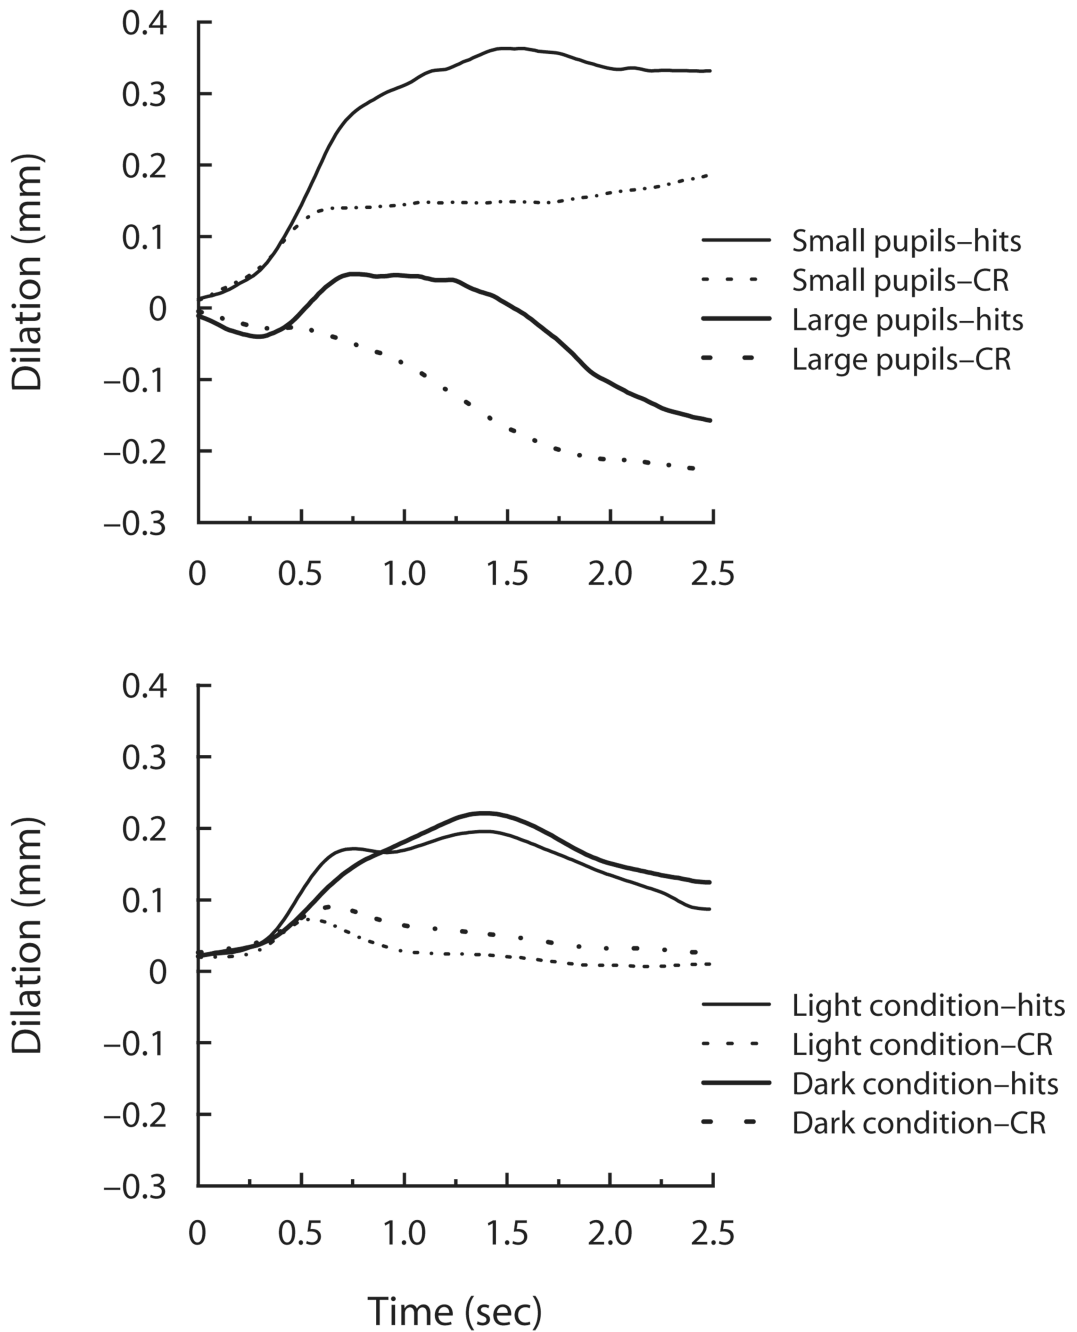 Dilation (mm)
0.4
0.3
0.2
0.1
0
–0.1
–0.2
–0.3
0 0.5 1.0 1.5 2.0 2.5
Small pupils–hits
Small pupils–CR
Large pupils–hits
Large pupils–CR
Dilation (mm)
0.4
0.3
0.2
0.1
0
–0.1
–0.2
–0.3
0 0.5 1.0 1.5 2.0 2.5
Light condition–hits
Light condition–CR
Dark condition–hits
Dark condition–CR
Time (sec)